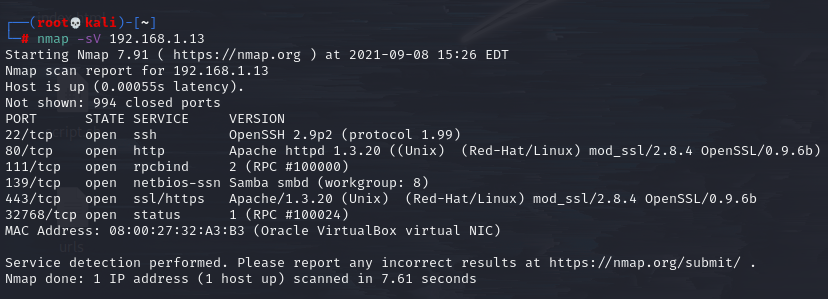 ┌──(root💀kali)-[~]
└─# nmap -sV 192.168.1.13
Starting Nmap 7.91 ( https://nmap.org ) at 2021-09-08 15:26 EDT
Nmap scan report for 192.168.1.13
Host is up (0.00055s latency).
Not shown: 994 closed ports
PORT      STATE SERVICE     VERSION
22/tcp    open  ssh         OpenSSH 2.9p2 (protocol 1.99)
80/tcp    open  http        Apache httpd 1.3.20 ((Unix)  (Red-Hat/Linux) mod_ssl/2.8.4 OpenSSL/0.9.6b)
111/tcp   open  rpcbind     2 (RPC #100000)
139/tcp   open  netbios-ssn Samba smbd (workgroup: 8)
443/tcp   open  ssl/https   Apache/1.3.20 (Unix)  (Red-Hat/Linux) mod_ssl/2.8.4 OpenSSL/0.9.6b
32768/tcp open  status      1 (RPC #100024)
MAC Address: 08:00:27:32:A3:B3 (Oracle VirtualBox virtual NIC)
urls
Service detection performed. Please report any incorrect results at https://nmap.org/submit/ .
Nmap done: 1 IP address (1 host up) scanned in 7.61 seconds